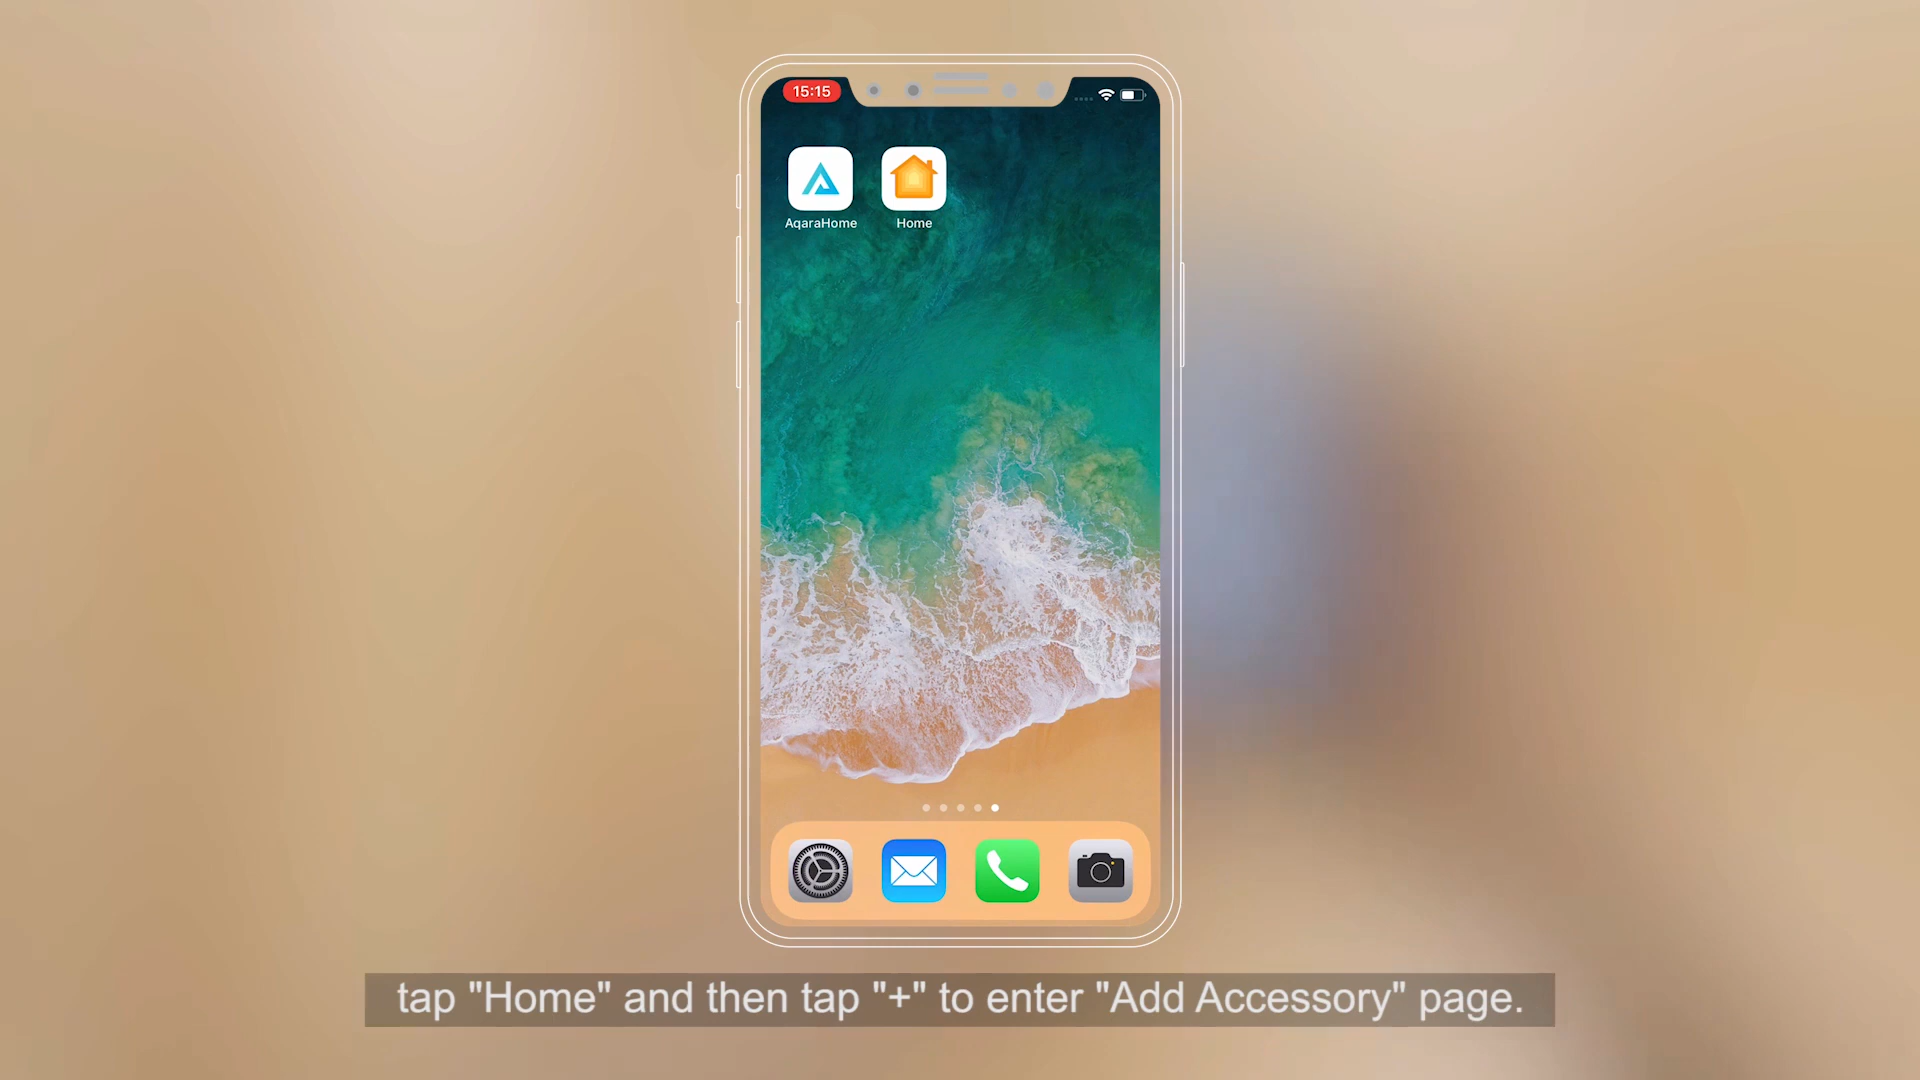 15:15
AqaraHome
Home
tap "Home" and then tap "+" to enter "Add Accessory" page.